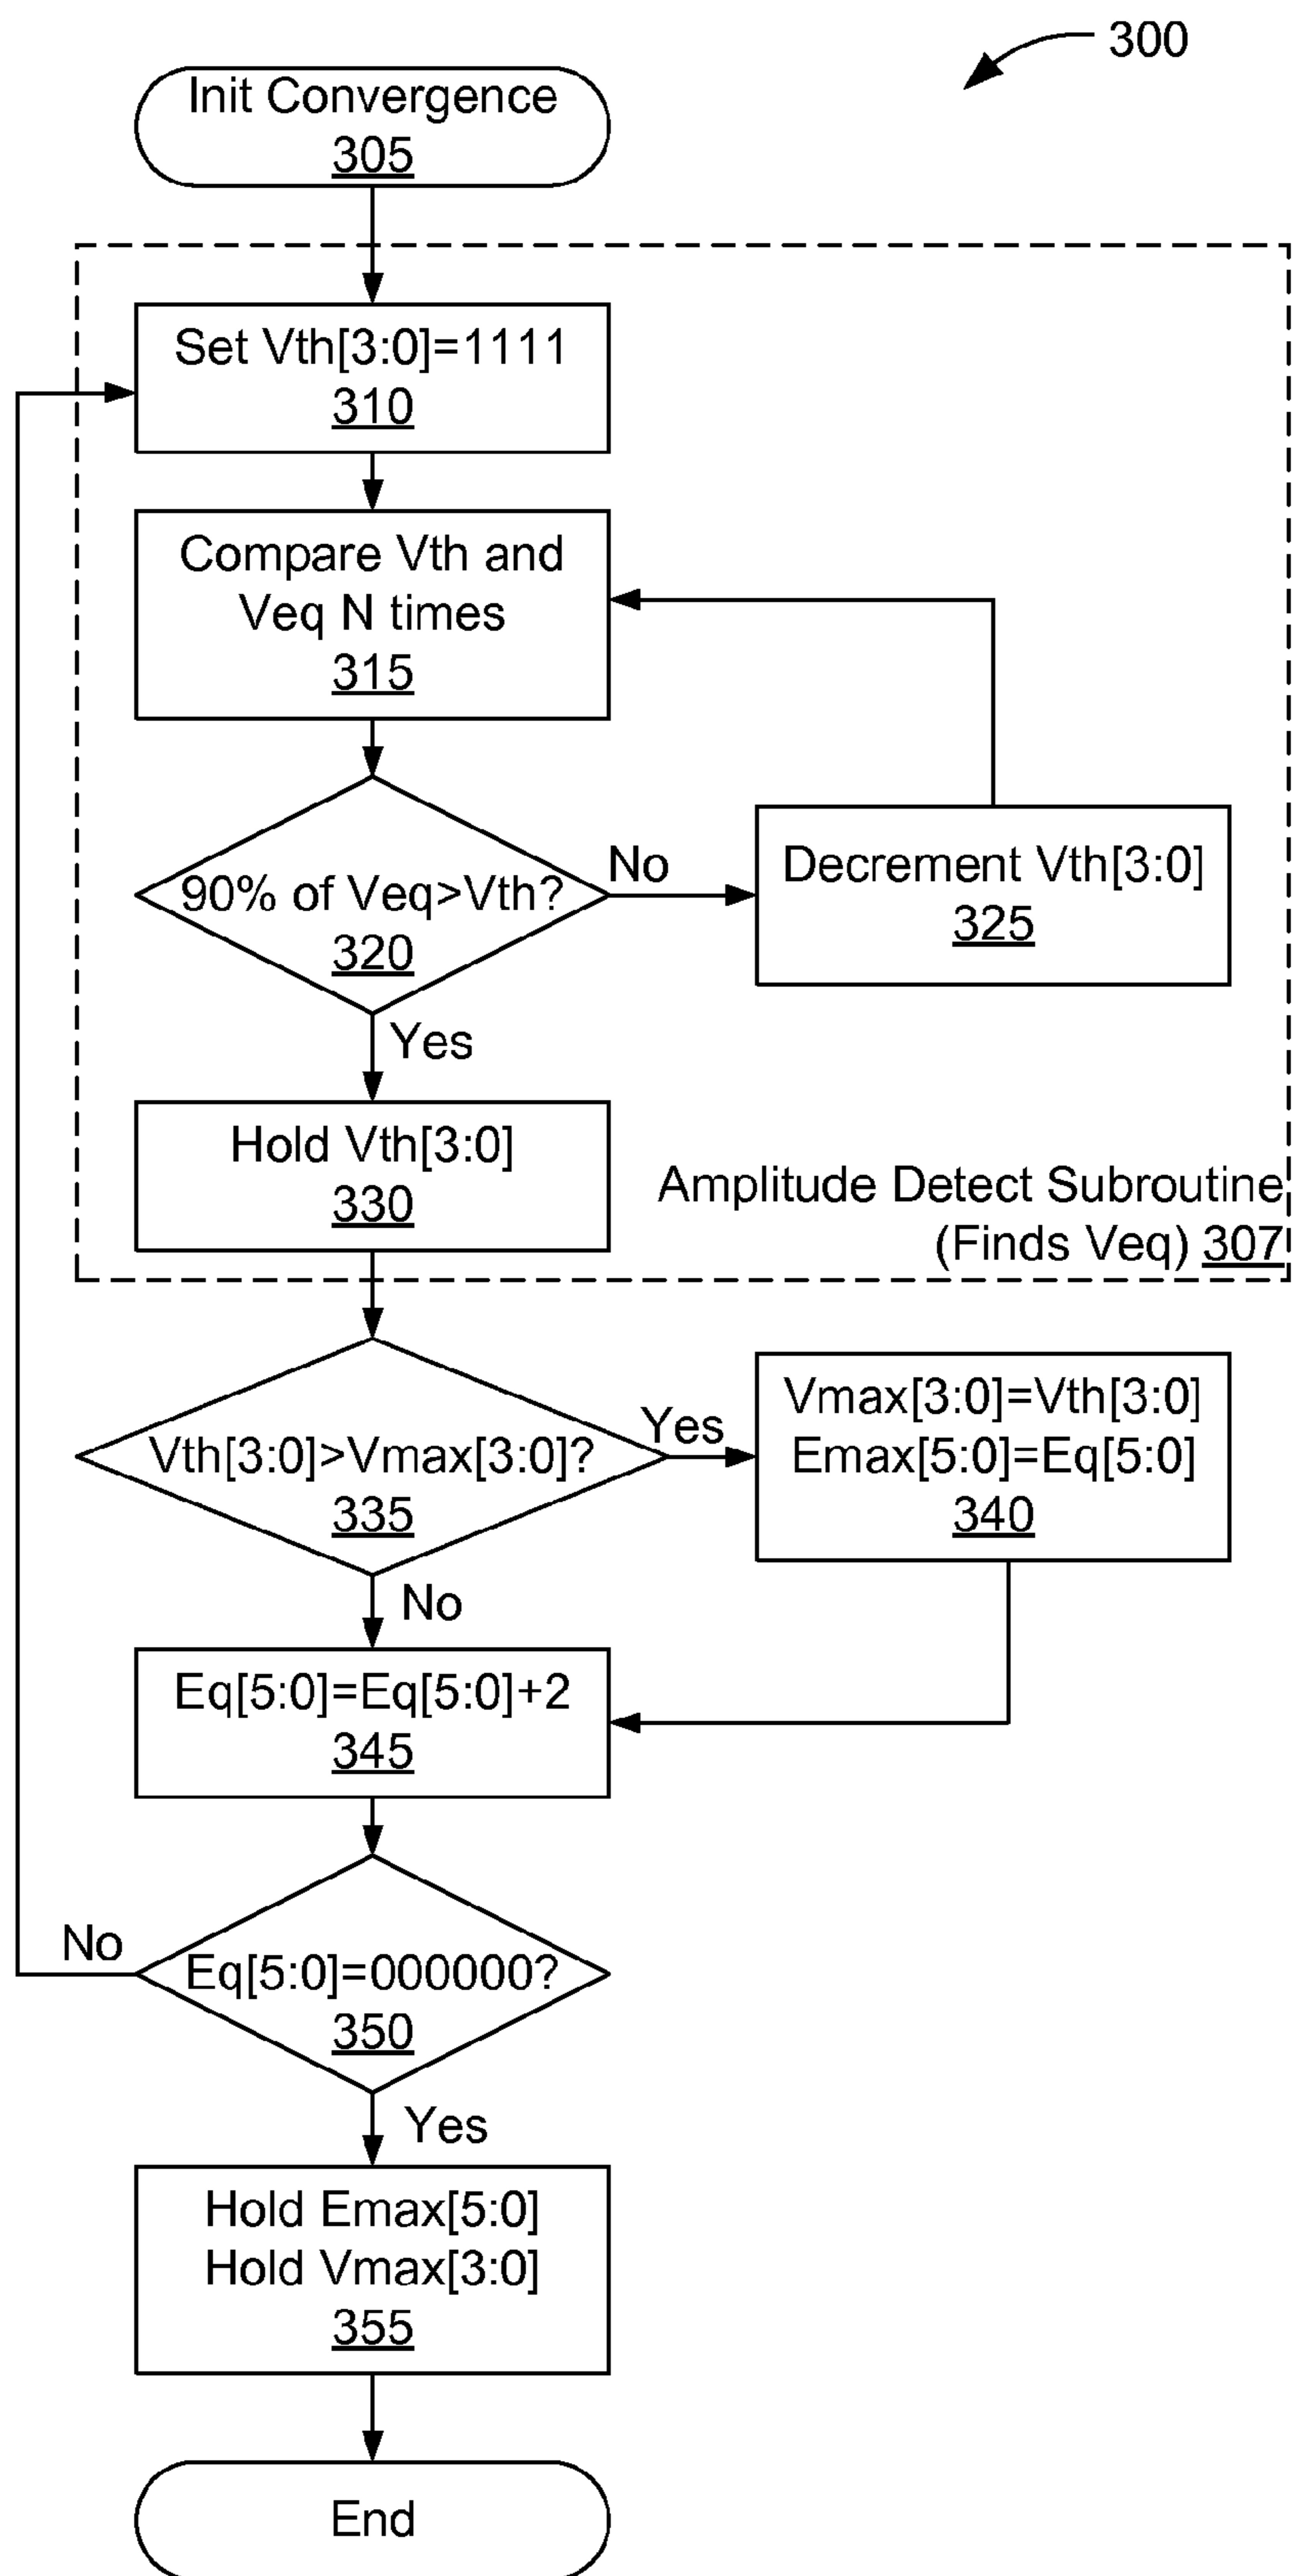 300
Init Convergence
305
Set Vth[3:0]=1111
310
Compare Vth and
Veq N times
315
90% of Veq>Vth?
320
No
Decrement Vth[3:0]
325
Yes
Hold Vth[3:0]
330
Amplitude Detect Subroutine
(Finds Veq) 307
Vth[3:0]>Vmax[3:0]?
335
Yes
Vmax[3:0]=Vth[3:0]
Emax[5:0]=Eq[5:0]
340
No
Eq[5:0]=Eq[5:0]+2
345
No
Eq[5:0]=000000?
350
Yes
Hold Emax[5:0]
Hold Vmax[3:0]
355
End